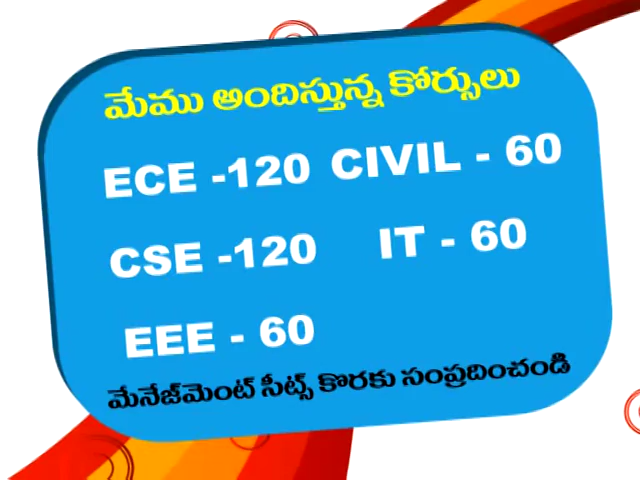 మేము అందిస్తున్న కోర్సులు
ECE -120 CIVIL - 60
CSE -120 IT - 60
EEE - 60
మేనేజ్‌మెంట్ సీట్స్ కొరకు సంప్రదించండి